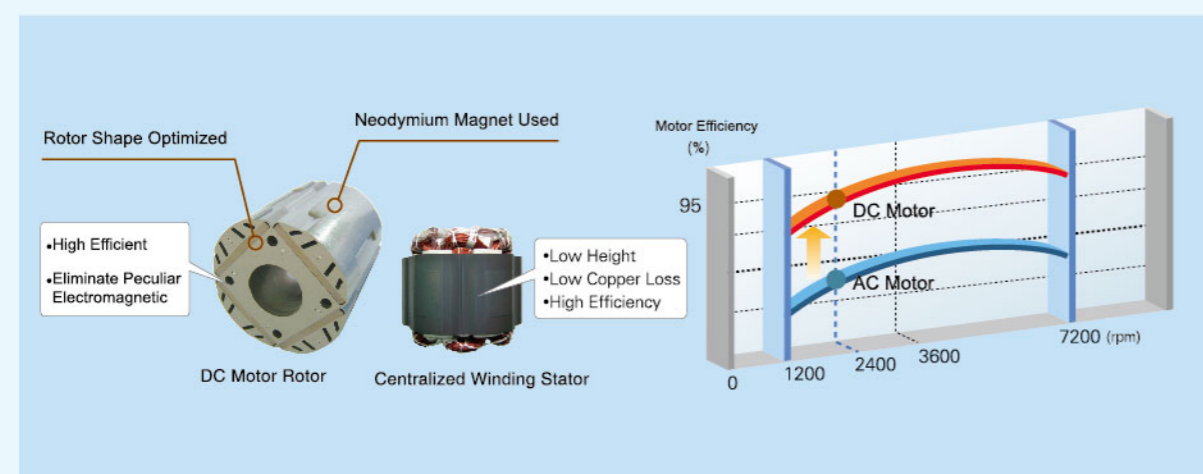 Rotor Shape Optimized
Neodymium Magnet Used
•High Efficient
•Eliminate Peculiar
Electromagnetic
•Low Height
•Low Copper Loss
•High Efficiency
DC Motor Rotor
Centralized Winding Stator
Motor Efficiency
(%)
95
DC Motor
AC Motor
0
1200
2400
3600
7200 (rpm)